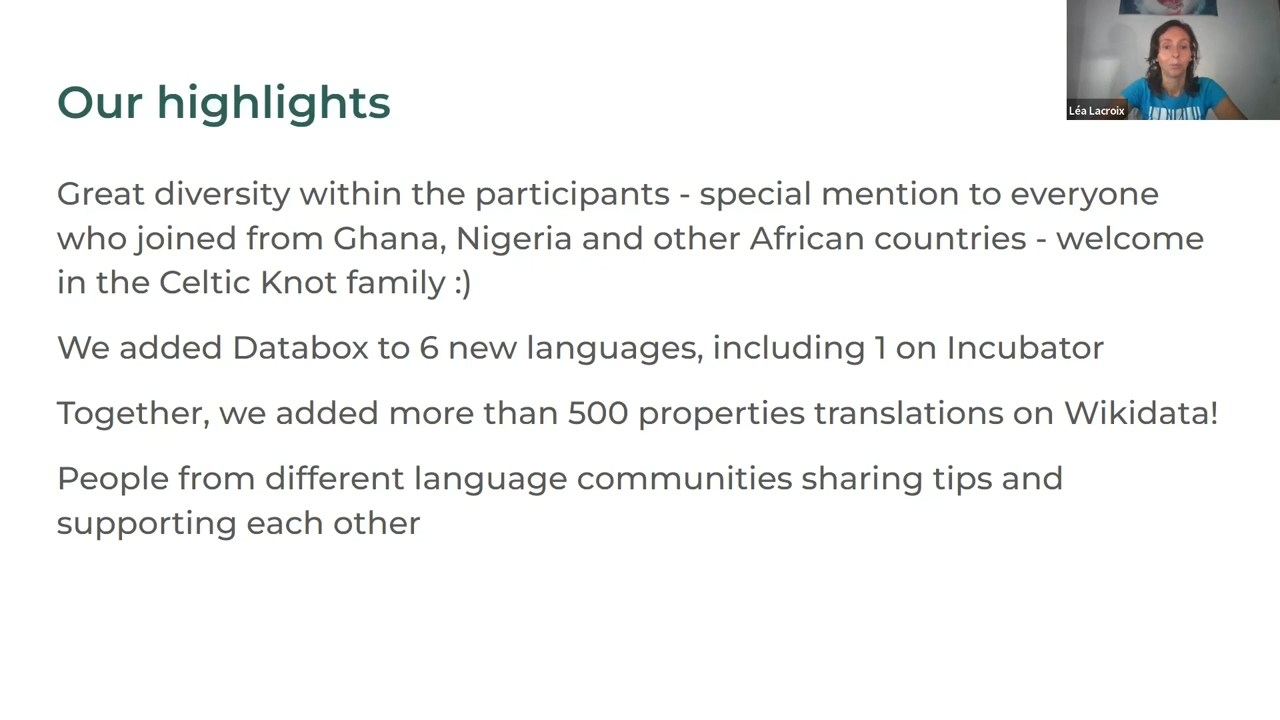 Our highlights
Léa Lacroix
Great diversity within the participants - special mention to everyone
who joined from Ghana, Nigeria and other African countries - welcome
in the Celtic Knot family :)
We added Databox to 6 new languages, including 1 on Incubator
Together, we added more than 500 properties translations on Wikidata!
People from different language communities sharing tips and
supporting each other